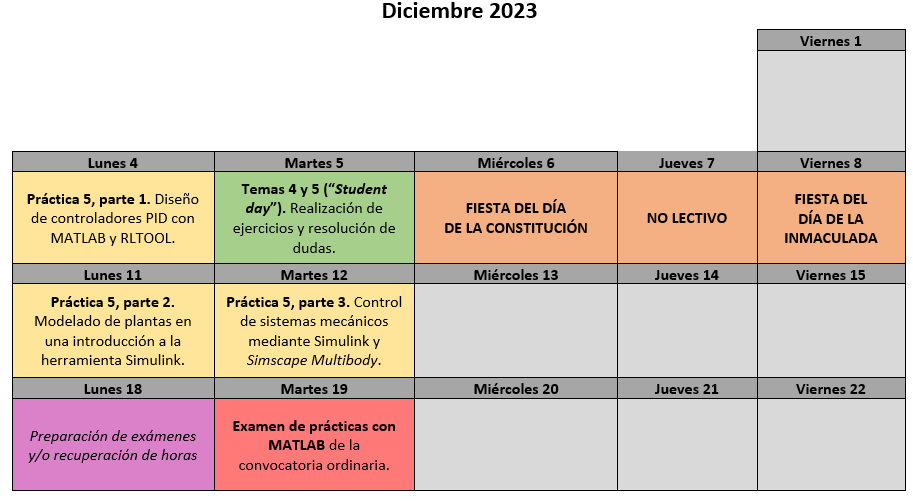 Diciembre 2023
Viernes 1
Lunes 4
Martes 5
Miércoles 6
Jueves 7
Viernes 8
Práctica 5, parte 1. Diseño
de controladores PID con
MATLAB y RLTOOL.
Temas 4 y 5 (“Student
day”). Realización de
ejercicios y resolución de
dudas.
FIESTA DEL DÍA
DE LA CONSTITUCIÓN
NO LECTIVO
FIESTA DEL
DÍA DE LA
INMACULADA
Lunes 11
Martes 12
Miércoles 13
Jueves 14
Viernes 15
Práctica 5, parte 2.
Modelado de plantas en
una introducción a la
herramienta Simulink.
Práctica 5, parte 3. Control
de sistemas mecánicos
mediante Simulink y
Simscape Multibody.
Lunes 18
Martes 19
Miércoles 20
Jueves 21
Viernes 22
Preparación de exámenes
y/o recuperación de horas
Examen de prácticas con
MATLAB de la
convocatoria ordinaria.